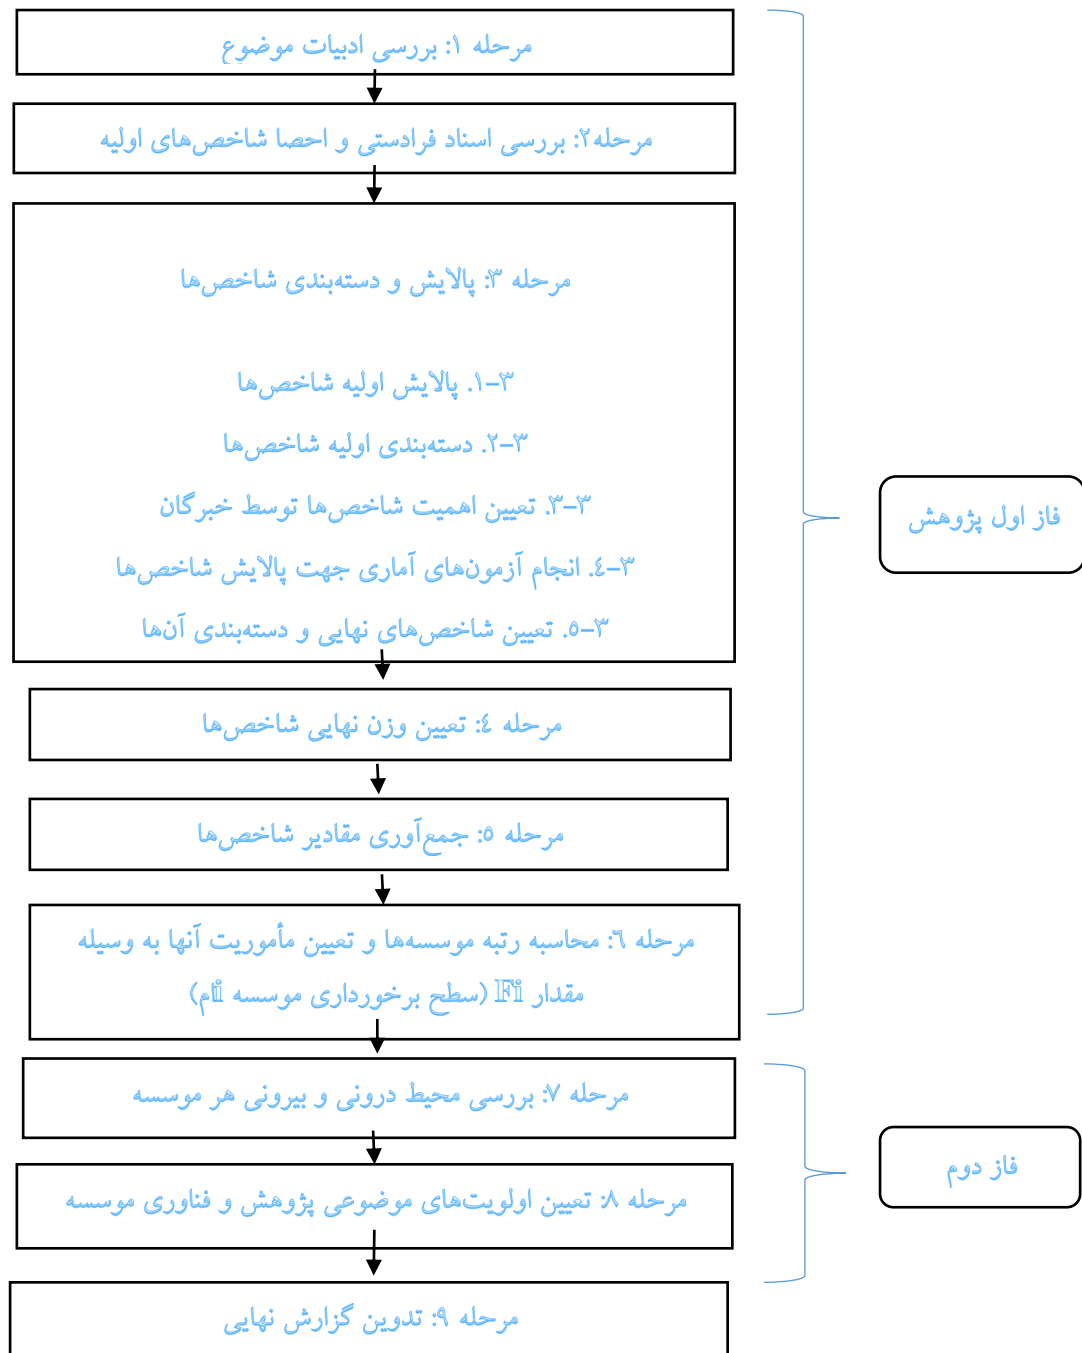 مرحله ۱: بررسی ادبیات موضوع
مرحله۲: بررسی اسناد فرادستی و احصا شاخص‌های اولیه
مرحله ۳: پالایش و دسته‌بندی شاخص‌ها
۳-۱. پالایش اولیه شاخص‌ها
۳-۲. دسته‌بندی اولیه شاخص‌ها
۳-۳. تعیین اهمیت شاخص‌ها توسط خبرگان
۳-٤. انجام آزمون‌های آماری جهت پالایش شاخص‌ها
۳-٥. تعیین شاخص‌های نهایی و دسته‌بندی آن‌ها
مرحله ٤: تعیین وزن نهایی شاخص‌ها
مرحله ٥: جمع‌آوری مقادیر شاخص‌ها
مرحله ٦: محاسبه رتبه موسسه‌ها و تعیین مأموریت آنها به وسیله
مقدار Fi (سطح برخورداری موسسه iام)
فاز اول پژوهش
مرحله ۷: بررسی محیط درونی و بیرونی هر موسسه
مرحله ۸: تعیین اولویت‌های موضوعی پژوهش و فناوری موسسه
فاز دوم
مرحله ۹: تدوین گزارش نهایی